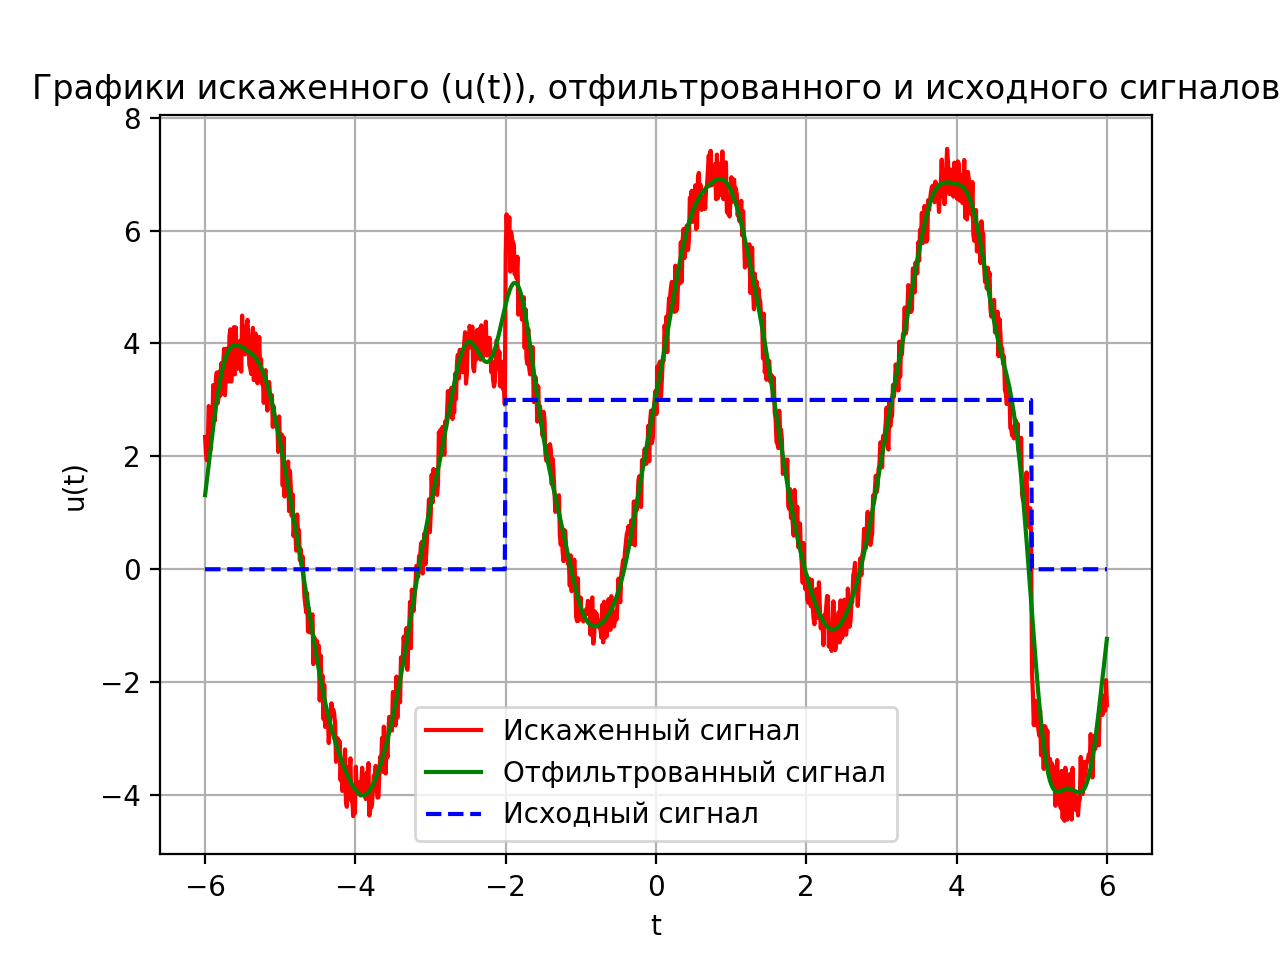 Графики искаженного (u(t)), отфильтрованного и исходного сигналов
8
6
4
2
0
−2
−4
u(t)
Искаженный сигнал
Отфильтрованный сигнал
Исходный сигнал
−6 −4 −2 0 2 4 6
t